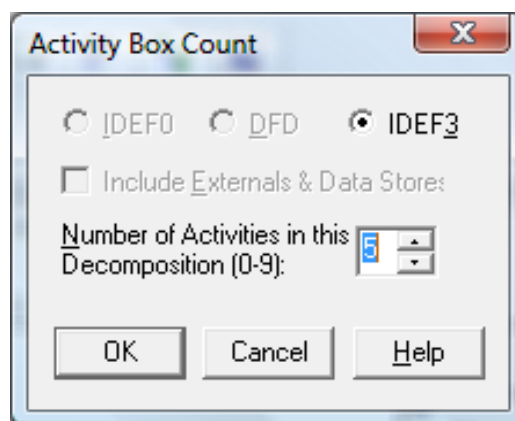 Activity Box Count
IDEF0 DFD IDEF3
Include Externals & Data Stores
Number of Activities in this
Decomposition (0-9):
5
OK Cancel Help